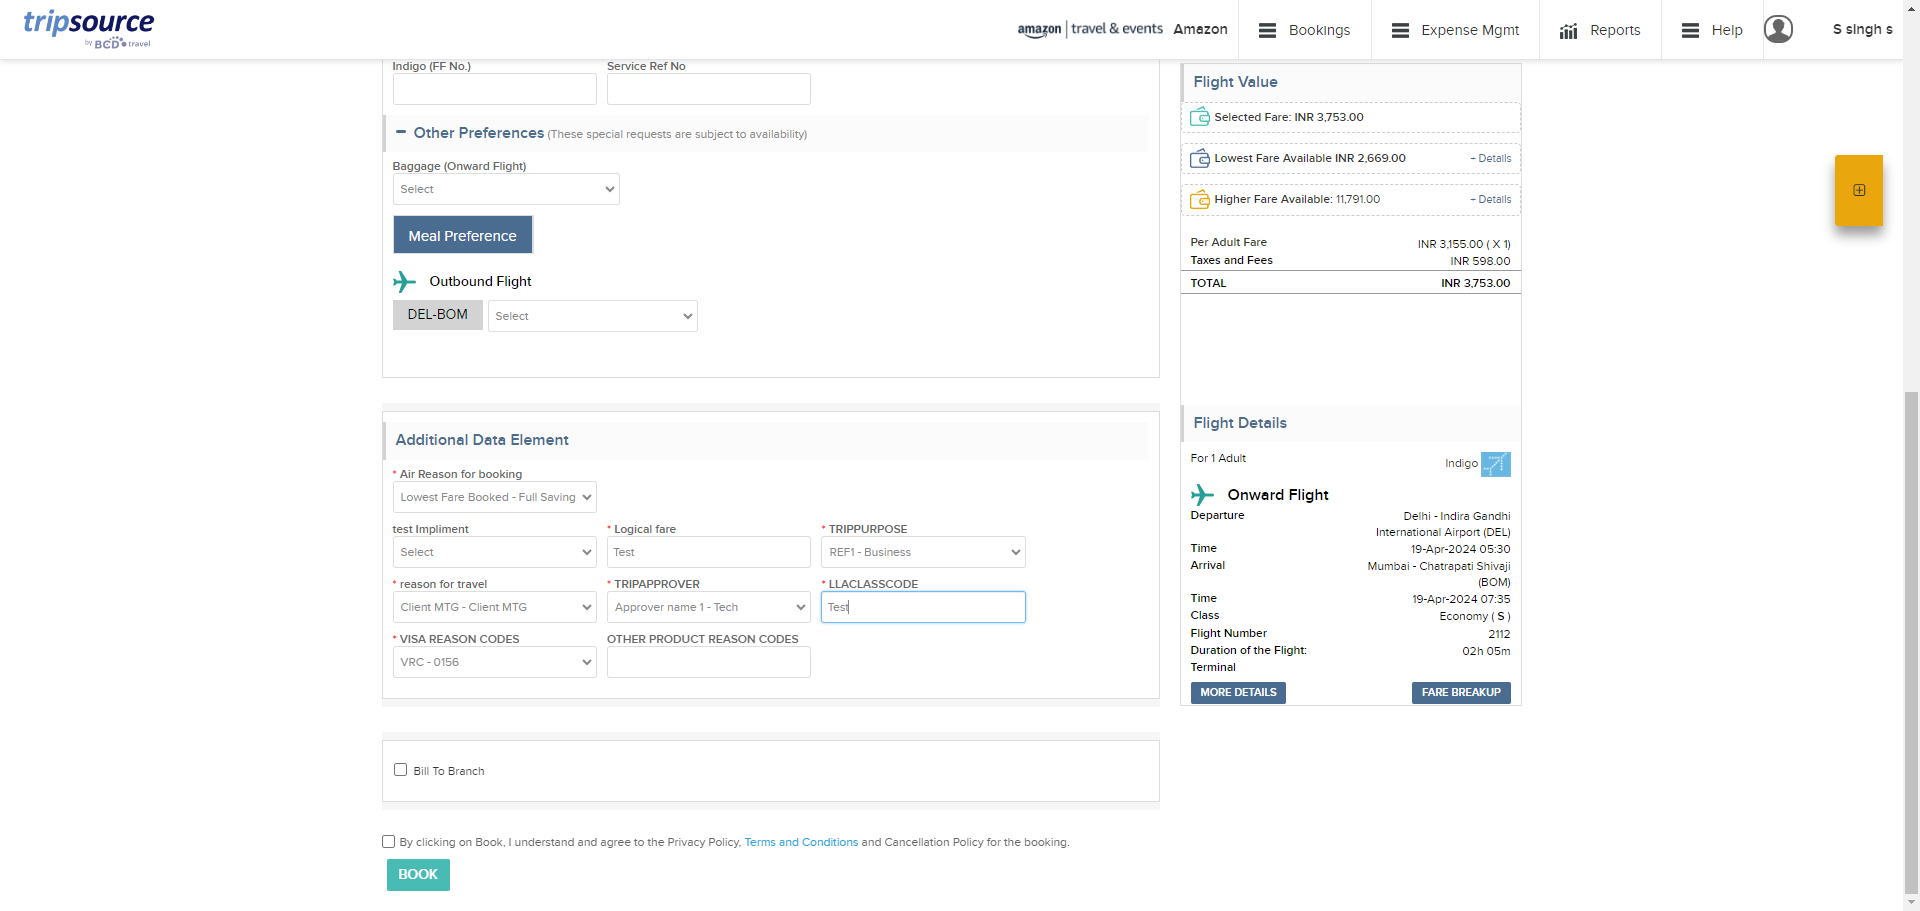 tripsource
by BCD travel
amazon | travel & events Amazon
Bookings
Expense Mgmt
Reports
Help
S singh s
Indigo (FF No.)
Service Ref No
Other Preferences (These special requests are subject to availability)
Baggage (Onward Flight)
Select
Meal Preference
Outbound Flight
DEL-BOM
Select
Additional Data Element
* Air Reason for booking
Lowest Fare Booked - Full Saving
test Impliment
* Logical fare
* TRIPPURPOSE
Select
Test
REF1 - Business
* reason for travel
* TRIPAPPROVER
* LLACLASSCODE
Client MTG - Client MTG
Approver name 1 - Tech
Test
* VISA REASON CODES
OTHER PRODUCT REASON CODES
VRC - 0156
Bill To Branch
By clicking on Book, I understand and agree to the Privacy Policy, Terms and Conditions and Cancellation Policy for the booking.
BOOK
Flight Value
Selected Fare: INR 3,753.00
Lowest Fare Available INR 2,669.00 + Details
Higher Fare Available: 11,791.00 + Details
Per Adult Fare INR 3,155.00 ( X 1)
Taxes and Fees INR 598.00
TOTAL INR 3,753.00
Flight Details
For 1 Adult
Indigo
Onward Flight
Departure Delhi - Indira Gandhi
International Airport (DEL)
Time 19-Apr-2024 05:30
Arrival Mumbai - Chatrapati Shivaji
(BOM)
Time 19-Apr-2024 07:35
Class Economy ( S )
Flight Number 2112
Duration of the Flight: 02h 05m
Terminal
MORE DETAILS
FARE BREAKUP